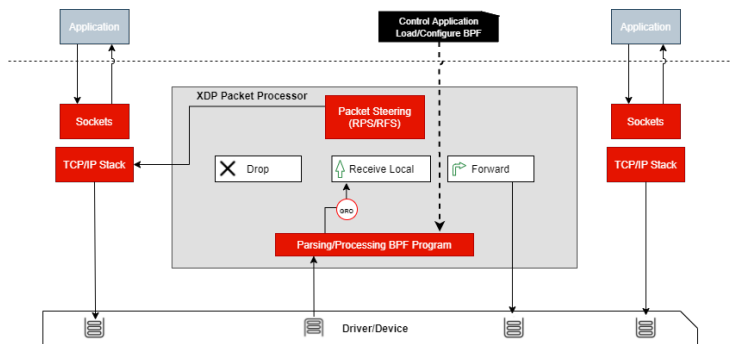 Application
Control Application
Load/Configure BPF
Application
XDP Packet Processor
Packet Steering
(RPS/RFS)
Sockets
Sockets
TCP/IP Stack
Drop
Receive Local
Forward
TCP/IP Stack
GRO
Parsing/Processing BPF Program
Driver/Device